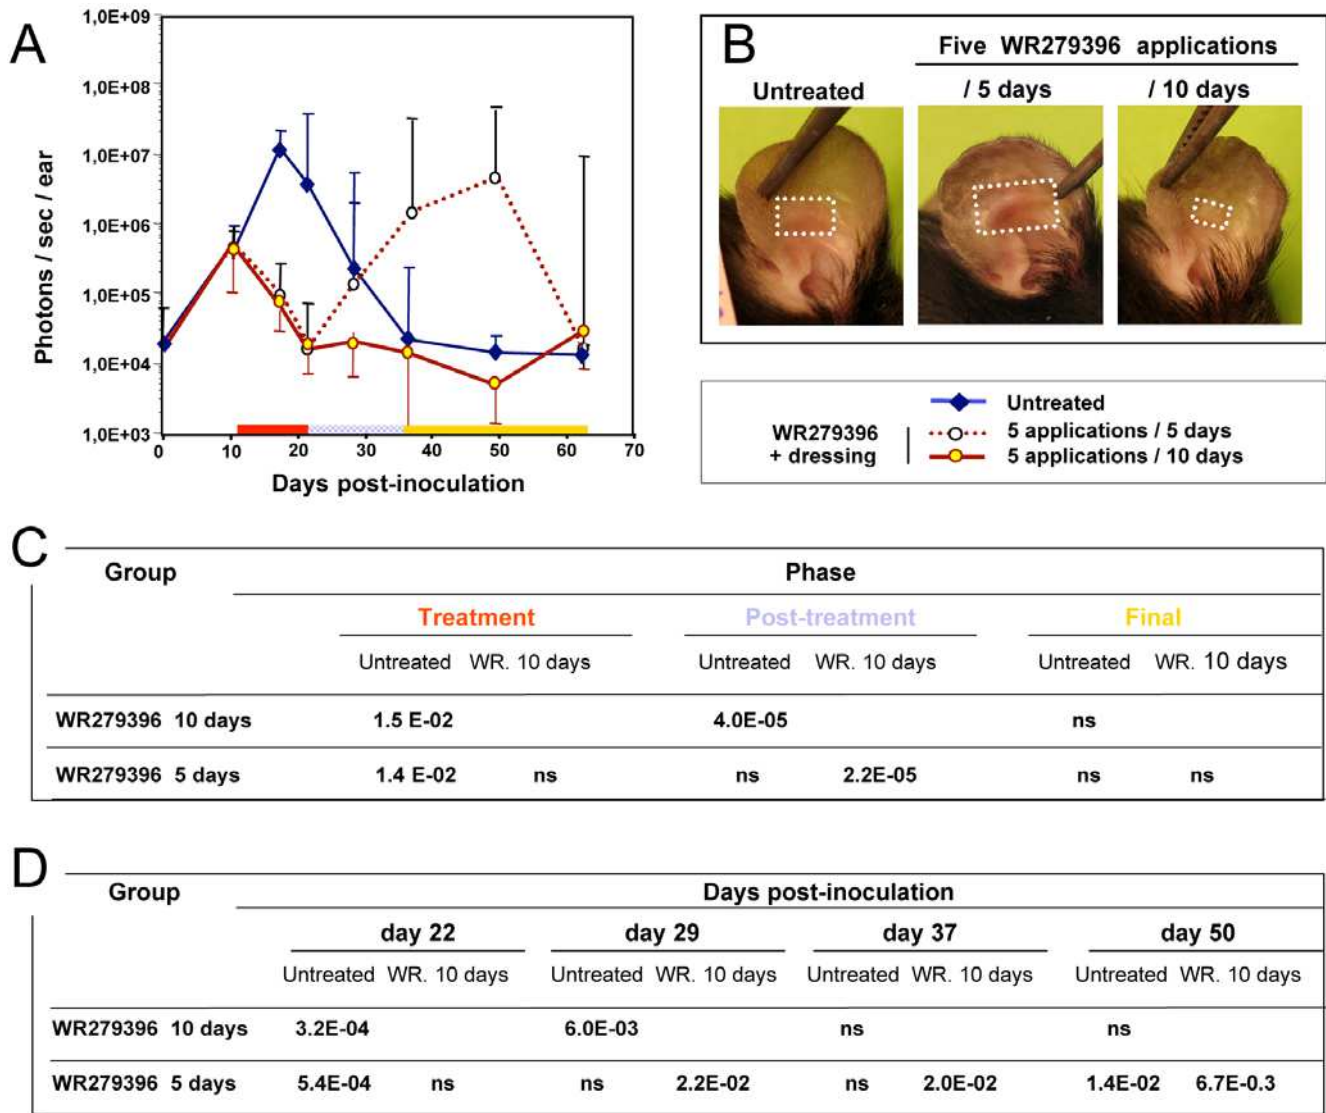 A
1,0E+09
1,0E+08
1,0E+07
1,0E+06
1,0E+05
1,0E+04
1,0E+03
Photons / sec / ear
0 10 20 30 40 50 60 70
Days post-inoculation
B
Five WR279396 applications
Untreated / 5 days / 10 days
Untreated
WR279396 + dressing
5 applications / 5 days
5 applications / 10 days
C
Group Phase
Treatment Post-treatment Final
Untreated WR. 10 days Untreated WR. 10 days Untreated WR. 10 days
WR279396 10 days 1.5 E-02 4.0E-05 ns
WR279396 5 days 1.4 E-02 ns ns 2.2E-05 ns ns
D
Group Days post-inoculation
day 22 day 29 day 37 day 50
Untreated WR. 10 days Untreated WR. 10 days Untreated WR. 10 days Untreated WR. 10 days
WR279396 10 days 3.2E-04 6.0E-03 ns ns
WR279396 5 days 5.4E-04 ns ns 2.2E-02 ns 2.0E-02 1.4E-02 6.7E-0.3